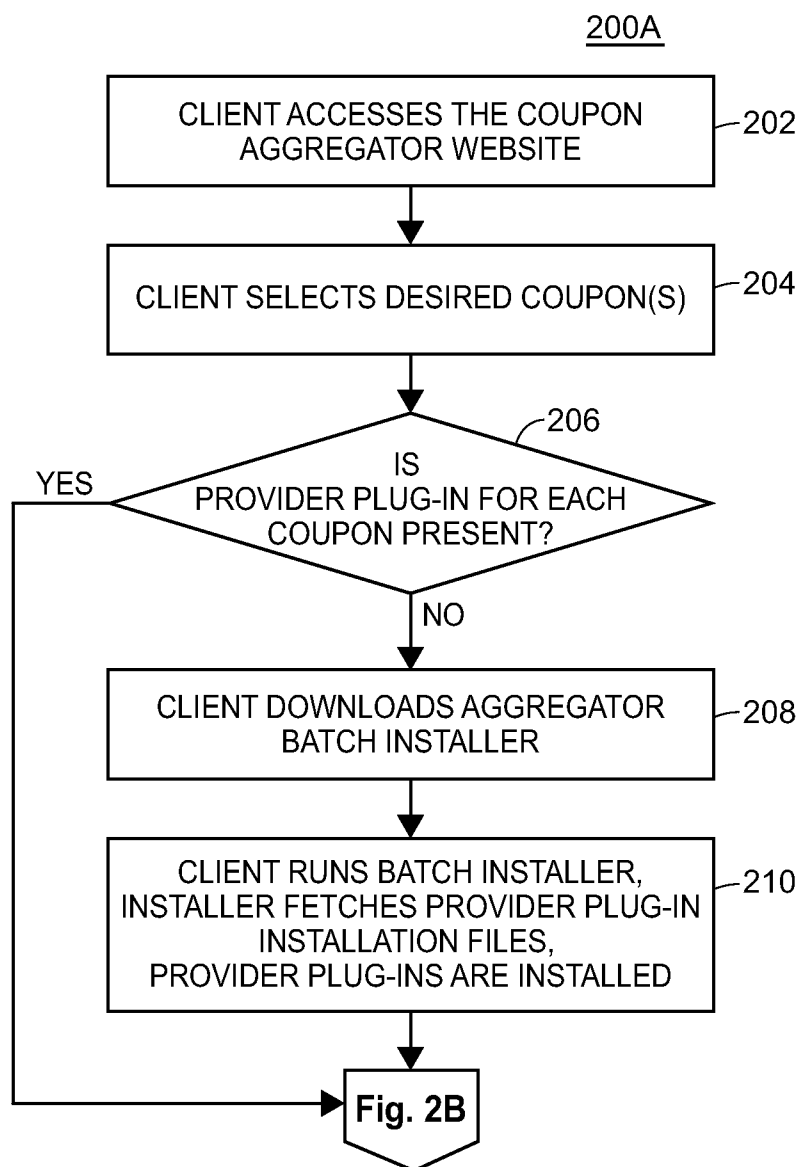 200A
CLIENT ACCESSES THE COUPON
AGGREGATOR WEBSITE
202
CLIENT SELECTS DESIRED COUPON(S)
204
206
IS
PROVIDER PLUG-IN FOR EACH
COUPON PRESENT?
YES
NO
CLIENT DOWNLOADS AGGREGATOR
BATCH INSTALLER
208
CLIENT RUNS BATCH INSTALLER,
INSTALLER FETCHES PROVIDER PLUG-IN
INSTALLATION FILES,
PROVIDER PLUG-INS ARE INSTALLED
210
Fig. 2B